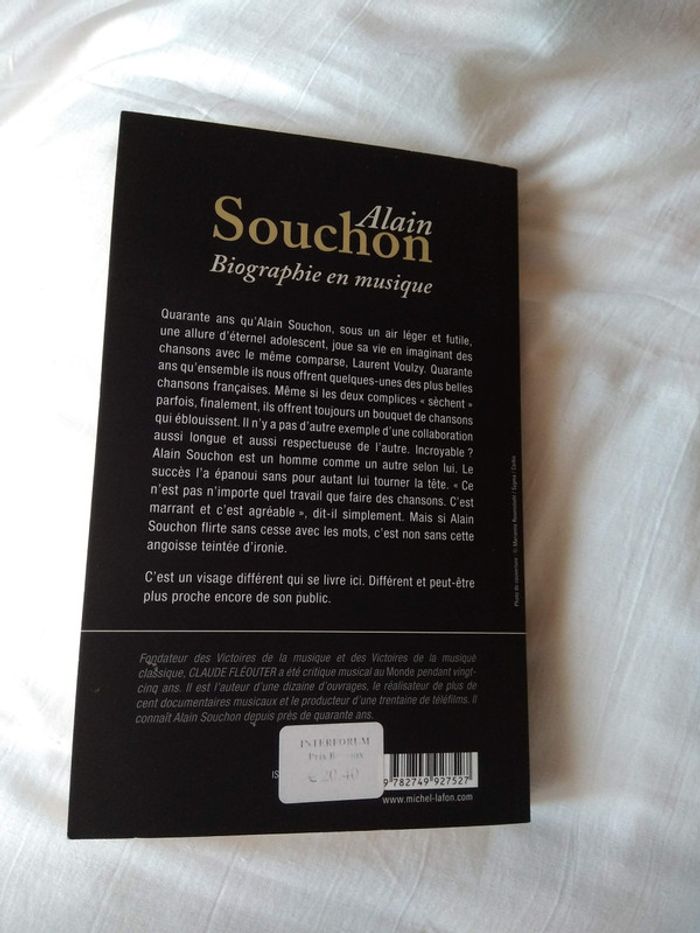 Alain
Souchon
Biographie en musique
Quarante ans qu'Alain Souchon, sous un air léger et futile,
une allure d'éternel adolescent, joue sa vie en imaginant des
chansons avec le même comparse, Laurent Voulzy. Quarante
ans qu'ensemble ils nous offrent quelques-unes des plus belles
chansons françaises. Même si les deux complices « sèchent »
parfois, finalement, ils offrent toujours un bouquet de chansons
qui éblouissent. Il n'y a pas d'autre exemple d'une collaboration
aussi longue et aussi respectueuse de l'autre. Incroyable ?
Alain Souchon est un homme comme un autre selon lui. Le
succès l'a épanoui sans pour autant lui tourner la tête. « Ce
n'est pas n'importe quel travail que faire des chansons. C'est
marrant et c'est agréable », dit-il simplement. Mais si Alain
Souchon flirte sans cesse avec les mots, c'est non sans cette
angoisse teintée d'ironie.
C'est un visage différent qui se livre ici. Différent et peut-être
plus proche encore de son public.
Fondateur des Victoires de la musique et des Victoires de la musique
classique, CLAUDE FLÉOUTER a été critique musical au Monde pendant vingt-
cinq ans. Il est l'auteur d'une dizaine d'ouvrages, le réalisateur de plus de
cent documentaires musicaux et le producteur d'une trentaine de téléfilms. Il
connaît Alain Souchon depuis près de quarante ans.
INTERFORUM
Prix
€ 20,40
IS
9 782749 927527
www.michel-lafon.com
Photo de couverture : © Marianne Rosenstiehl / Sygma / Corbis